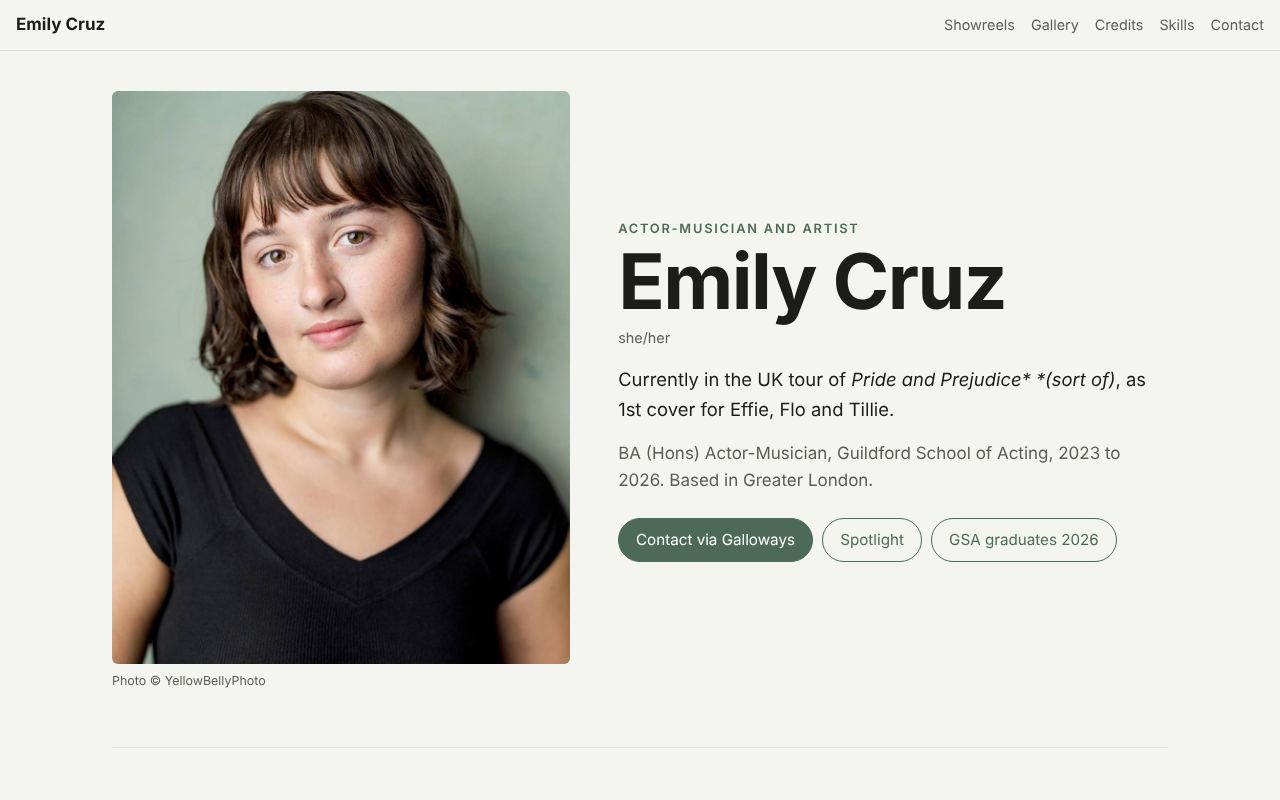 Emily Cruz
Showreels Gallery Credits Skills Contact
ACTOR-MUSICIAN AND ARTIST
Emily Cruz
she/her
Currently in the UK tour of Pride and Prejudice* *(sort of), as
1st cover for Effie, Flo and Tillie.
BA (Hons) Actor-Musician, Guildford School of Acting, 2023 to
2026. Based in Greater London.
Contact via Galloways
Spotlight
GSA graduates 2026
Photo © YellowBellyPhoto